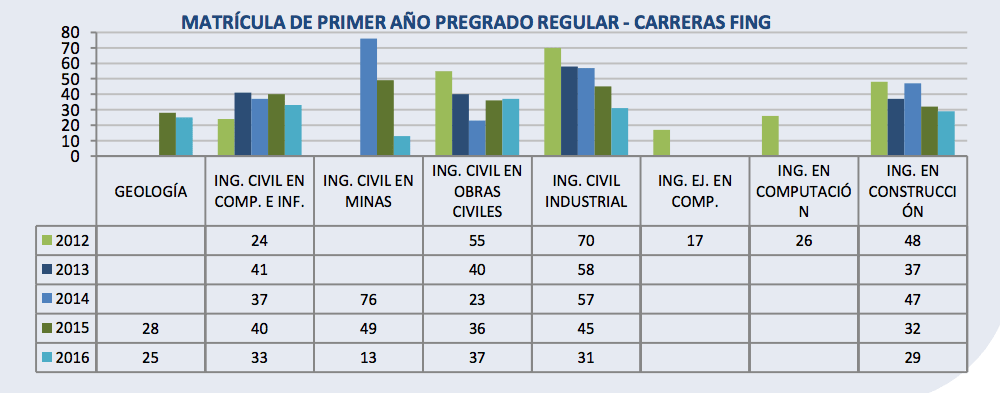 MATRÍCULA DE PRIMER AÑO PREGRADO REGULAR - CARRERAS FING
80
70
60
50
40
30
20
10
0
GEOLOGÍA
ING. CIVIL EN
COMP. E INF.
ING. CIVIL EN
MINAS
ING. CIVIL EN
OBRAS
CIVILES
ING. CIVIL
INDUSTRIAL
ING. EJ. EN
COMP.
ING. EN
COMPUTACIÓ
N
ING. EN
CONSTRUCCI
ÓN
2012 24 55 70 17 26 48
2013 41 40 58 37
2014 37 76 23 57 47
2015 28 40 49 36 45 32
2016 25 33 13 37 31 29